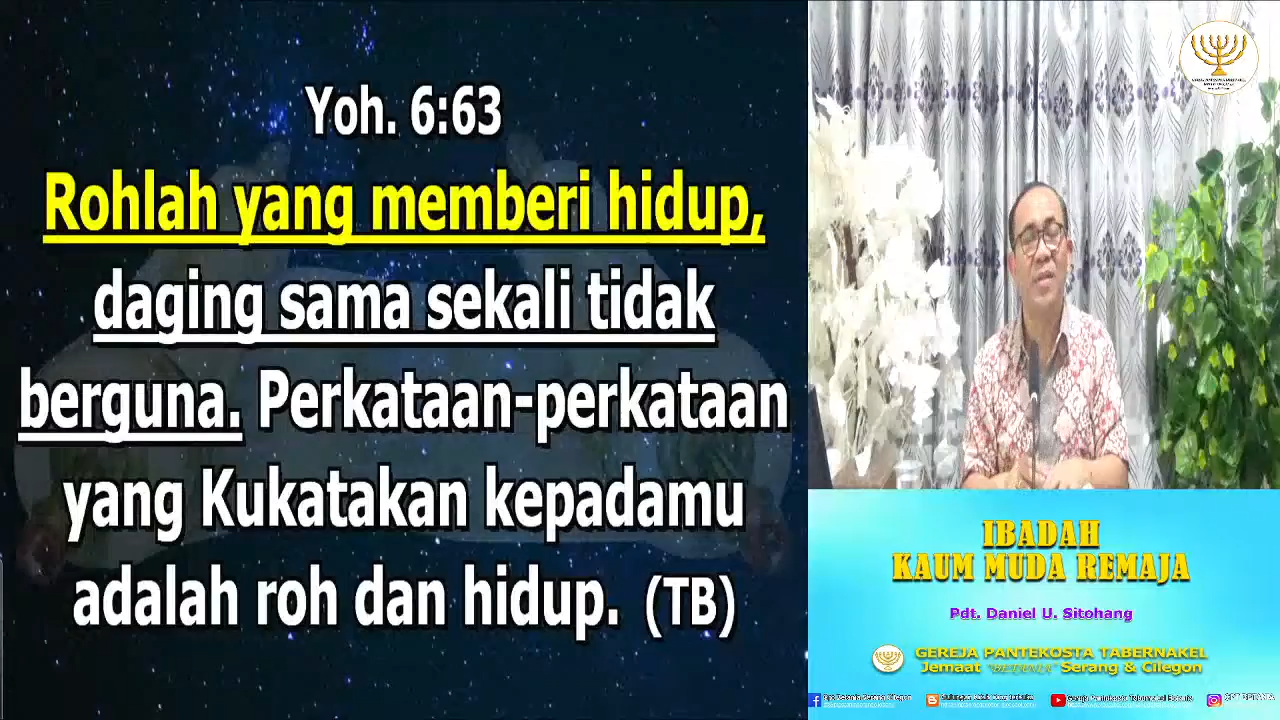 Yoh. 6:63
Rohlah yang memberi hidup,
daging sama sekali tidak
berguna. Perkataan-perkataan
yang Kukatakan kepadamu
adalah roh dan hidup. (TB)
IBADAH
KAUM MUDA REMAJA
Pdt. Daniel U. Sitohang
GEREJA PANTEKOSTA TABERNAKEL
Jemaat "BETANIA" Serang & Cilegon